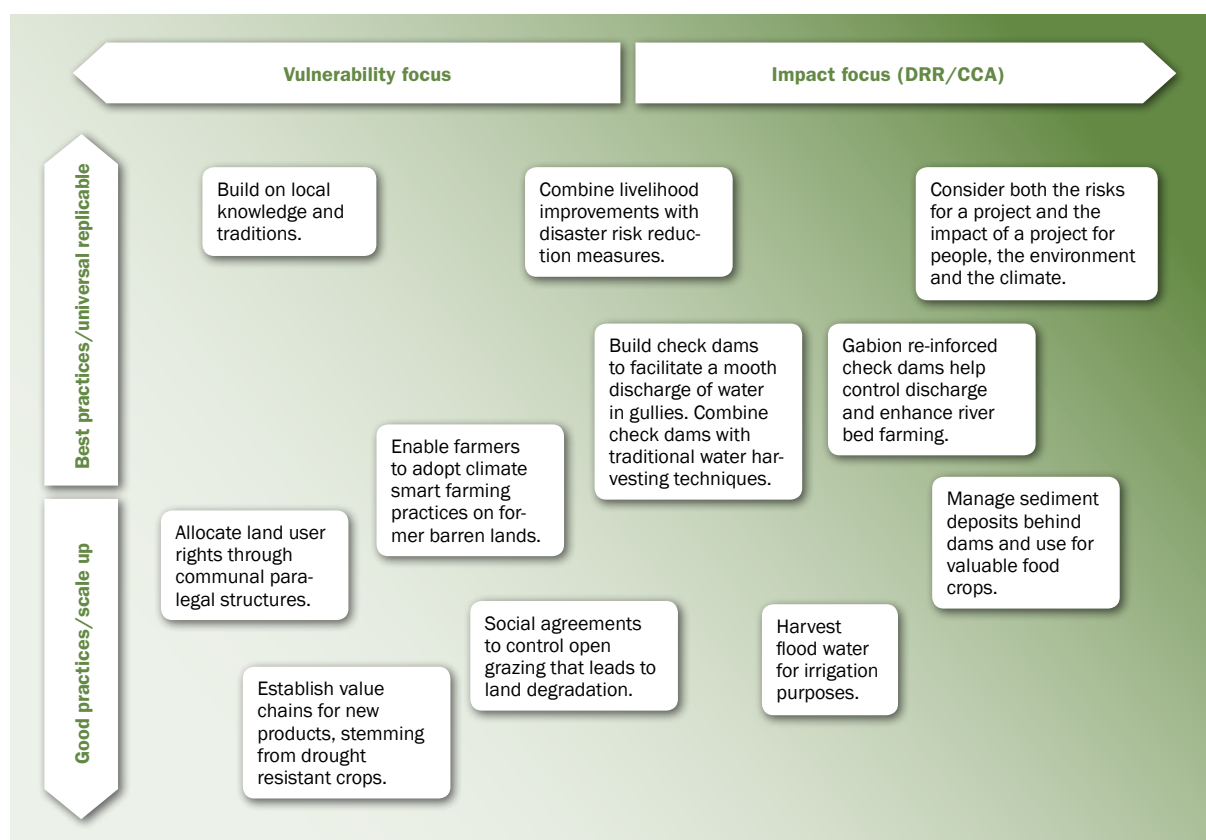 Vulnerability focus
Impact focus (DRR/CCA)
Best practices/universal replicable
Good practices/scale up
Build on local
knowledge and
traditions.
Combine livelihood
improvements with
disaster risk reduc-
tion measures.
Consider both the risks
for a project and the
impact of a project for
people, the environment
and the climate.
Build check dams
to facilitate a mooth
discharge of water
in gullies. Combine
check dams with
traditional water har-
vesting techniques.
Gabion re-inforced
check dams help
control discharge
and enhance river
bed farming.
Enable farmers
to adopt climate
smart farming
practices on for-
mer barren lands.
Manage sediment
deposits behind
dams and use for
valuable food
crops.
Allocate land user
rights through
communal para-
legal structures.
Social agreements
to control open
grazing that leads to
land degradation.
Harvest
flood water
for irrigation
purposes.
Establish value
chains for new
products, stemming
from drought
resistant crops.